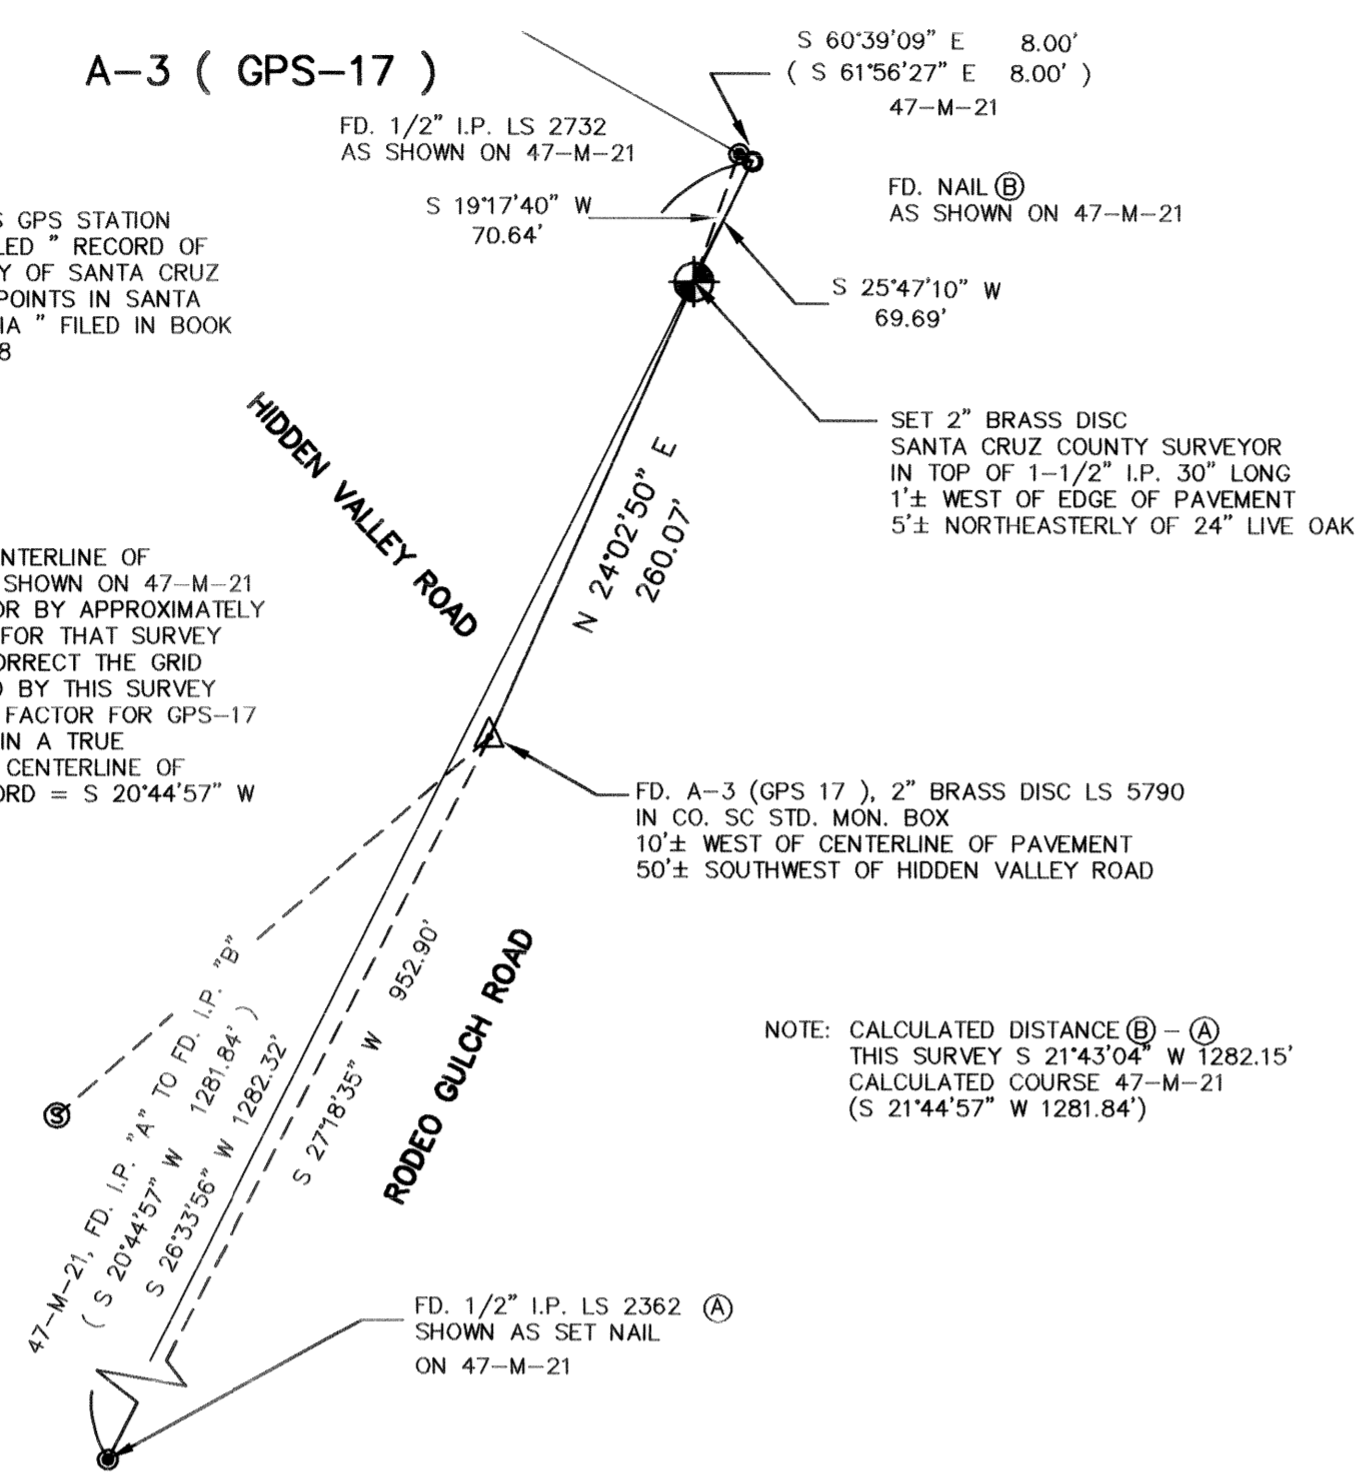 A-3 ( GPS-17 )
S 60°39'09" E 8.00'
( S 61°56'27" E 8.00' )
47-M-21
FD. 1/2" I.P. LS 2732
AS SHOWN ON 47-M-21
FD. NAIL Ⓑ
AS SHOWN ON 47-M-21
S 19°17'40" W
70.64'
S GPS STATION
LED " RECORD OF
Y OF SANTA CRUZ
POINTS IN SANTA
IA " FILED IN BOOK
8
S 25°47'10" W
69.69'
SET 2" BRASS DISC
SANTA CRUZ COUNTY SURVEYOR
IN TOP OF 1-1/2" I.P. 30" LONG
1'± WEST OF EDGE OF PAVEMENT
5'± NORTHEASTERLY OF 24" LIVE OAK
HIDDEN VALLEY ROAD
N 24°02'50" E
260.07'
NTERLINE OF
SHOWN ON 47-M-21
OR BY APPROXIMATELY
FOR THAT SURVEY
ORRECT THE GRID
D BY THIS SURVEY
FACTOR FOR GPS-17
IN A TRUE
CENTERLINE OF
ORD = S 20°44'57" W
FD. A-3 (GPS 17 ), 2" BRASS DISC LS 5790
IN CO. SC STD. MON. BOX
10'± WEST OF CENTERLINE OF PAVEMENT
50'± SOUTHWEST OF HIDDEN VALLEY ROAD
47-M-21, FD. I.P. "A" TO FD. I.P. "B"
( S 20°44'57" W 1281.84' )
S 26°33'56" W 1282.32'
S 27°18'35" W 952.90'
RODEO GULCH ROAD
Ⓢ
NOTE: CALCULATED DISTANCE Ⓑ - Ⓐ
THIS SURVEY S 21°43'04" W 1282.15'
CALCULATED COURSE 47-M-21
(S 21°44'57" W 1281.84')
FD. 1/2" I.P. LS 2362 Ⓐ
SHOWN AS SET NAIL
ON 47-M-21